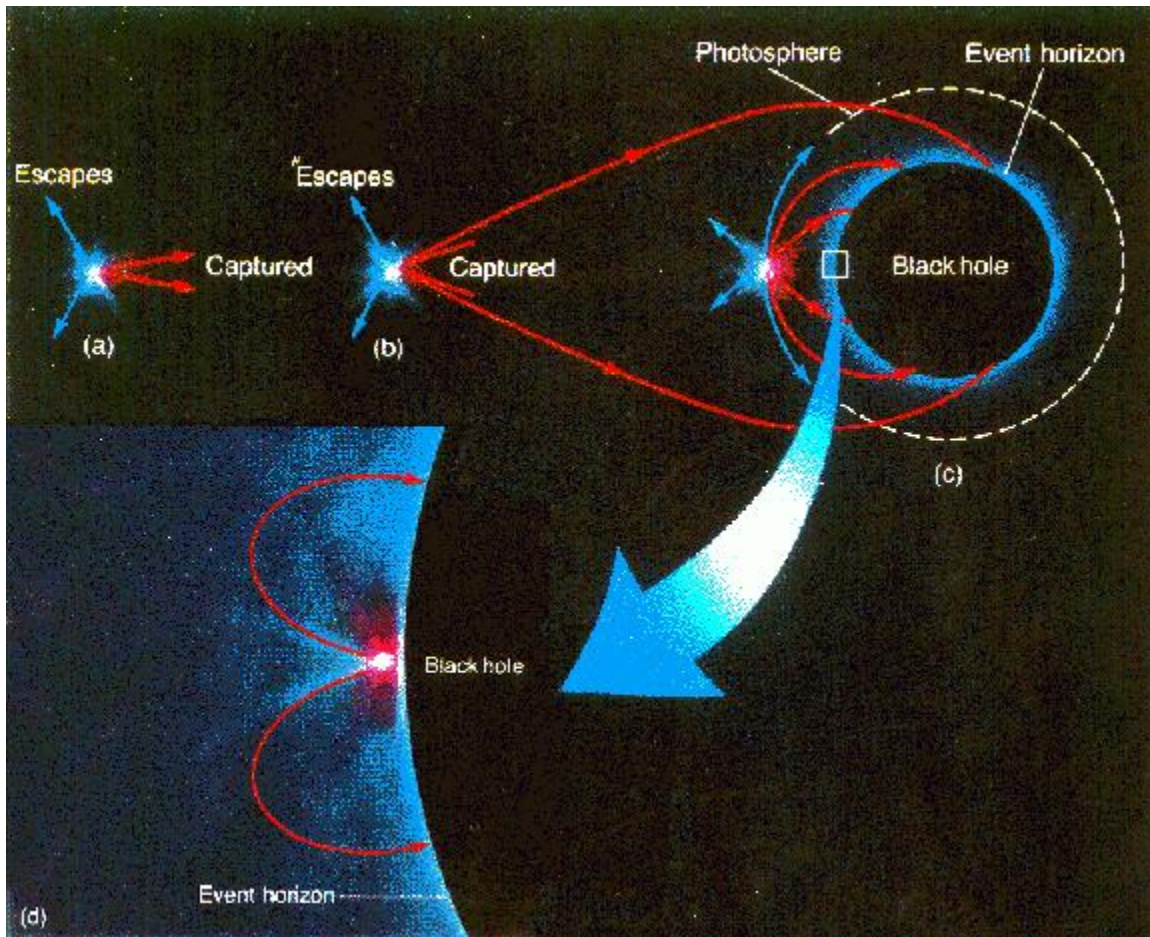 Photosphere
Event horizon
Escapes
"Escapes
Captured
Captured
Black hole
(a)
(b)
(c)
Black hole
Event horizon
(d)